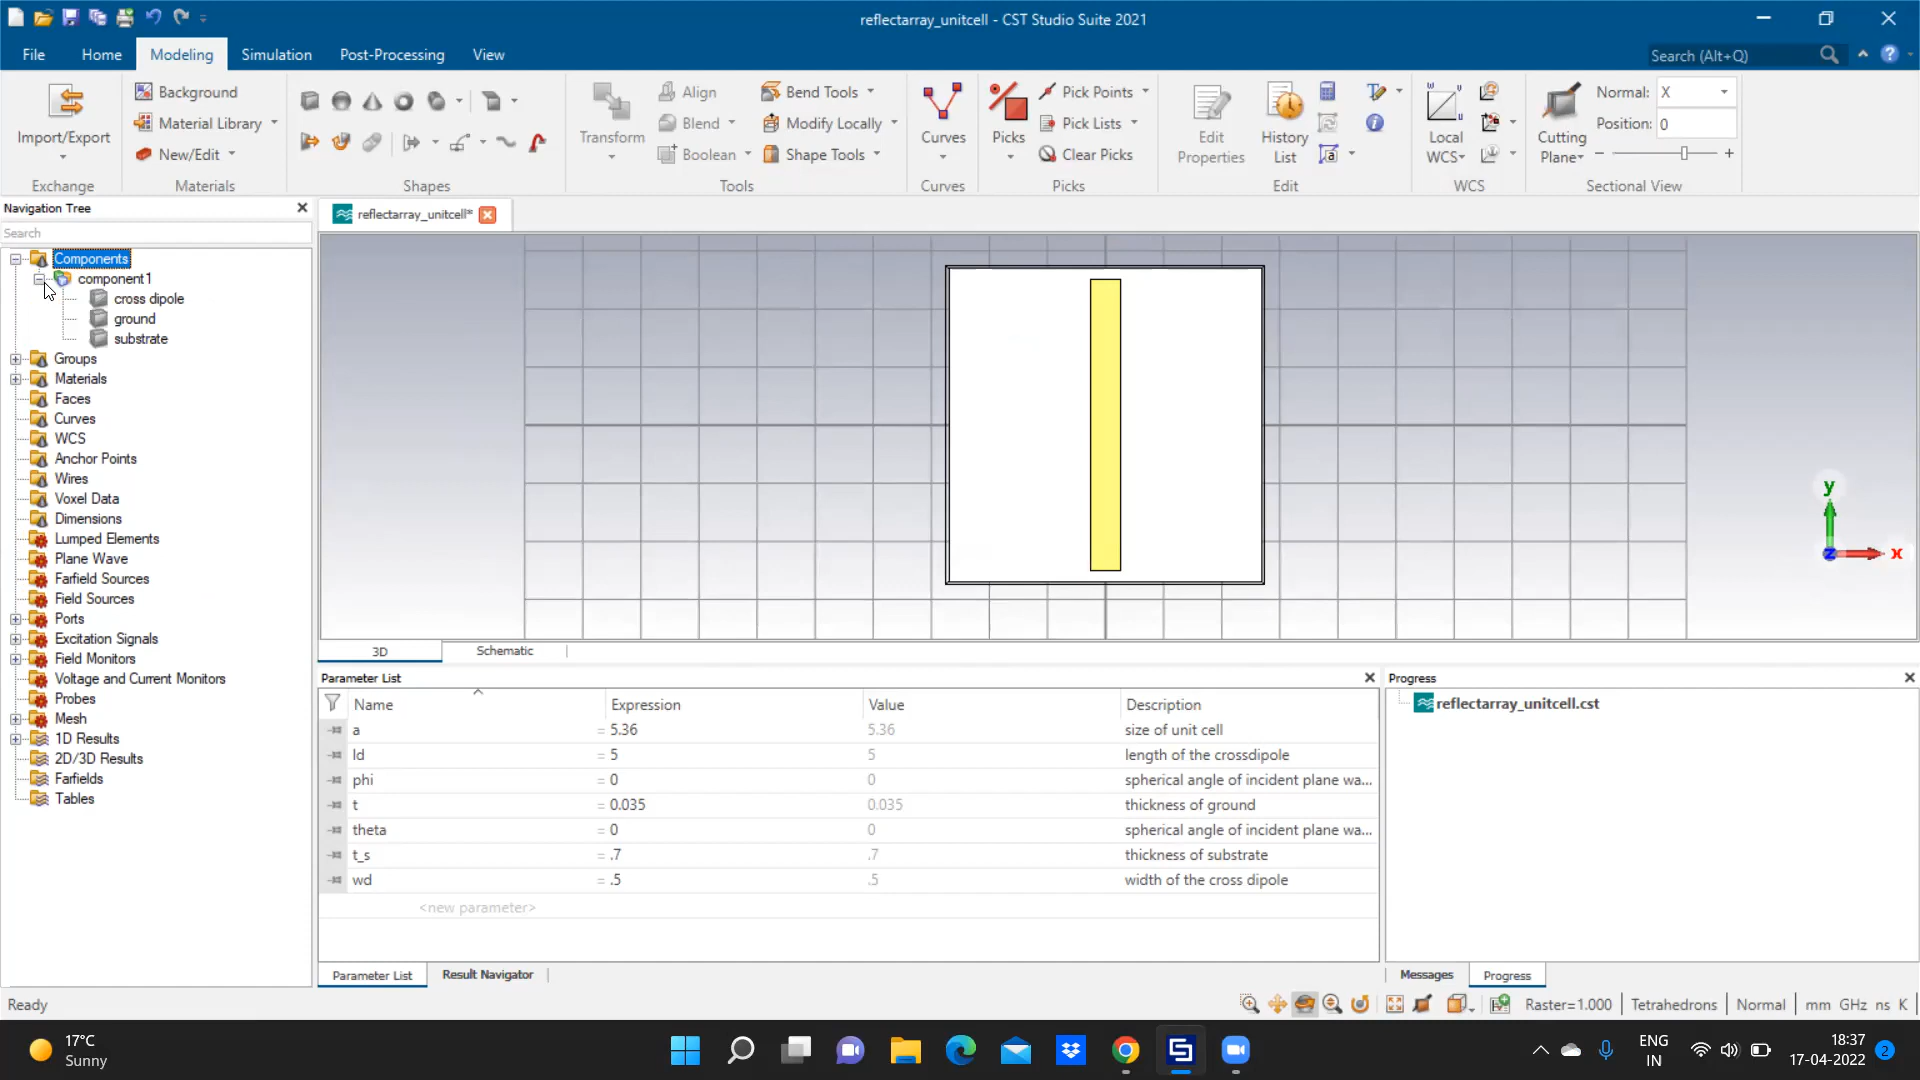 reflectarray_unitcell - CST Studio Suite 2021
File Home Modeling Simulation Post-Processing View
Search (Alt+Q)
Import/Export
Exchange
Background
Material Library
New/Edit
Materials
Shapes
Transform
Align
Blend
Boolean
Bend Tools
Modify Locally
Shape Tools
Tools
Curves
Curves
Picks
Pick Points
Pick Lists
Clear Picks
Picks
Edit
Properties
History
List
Edit
Local
WCS
WCS
Cutting
Plane
Normal: X
Position: 0
Sectional View
Navigation Tree
Search
Components
component1
cross dipole
ground
substrate
Groups
Materials
Faces
Curves
WCS
Anchor Points
Wires
Voxel Data
Dimensions
Lumped Elements
Plane Wave
Farfield Sources
Field Sources
Ports
Excitation Signals
Field Monitors
Voltage and Current Monitors
Probes
Mesh
1D Results
2D/3D Results
Farfields
Tables
reflectarray_unitcell*
y
z x
3D Schematic
Parameter List
Name Expression Value Description
a = 5.36 5.36 size of unit cell
ld = 5 5 length of the crossdipole
phi = 0 0 spherical angle of incident plane wa...
t = 0.035 0.035 thickness of ground
theta = 0 0 spherical angle of incident plane wa...
t_s = .7 .7 thickness of substrate
wd = .5 .5 width of the cross dipole
<new parameter>
Parameter List Result Navigator
Progress
reflectarray_unitcell.cst
Messages Progress
Ready
Raster=1.000 Tetrahedrons Normal mm GHz ns K
17°C
Sunny
ENG
IN
18:37
17-04-2022
2